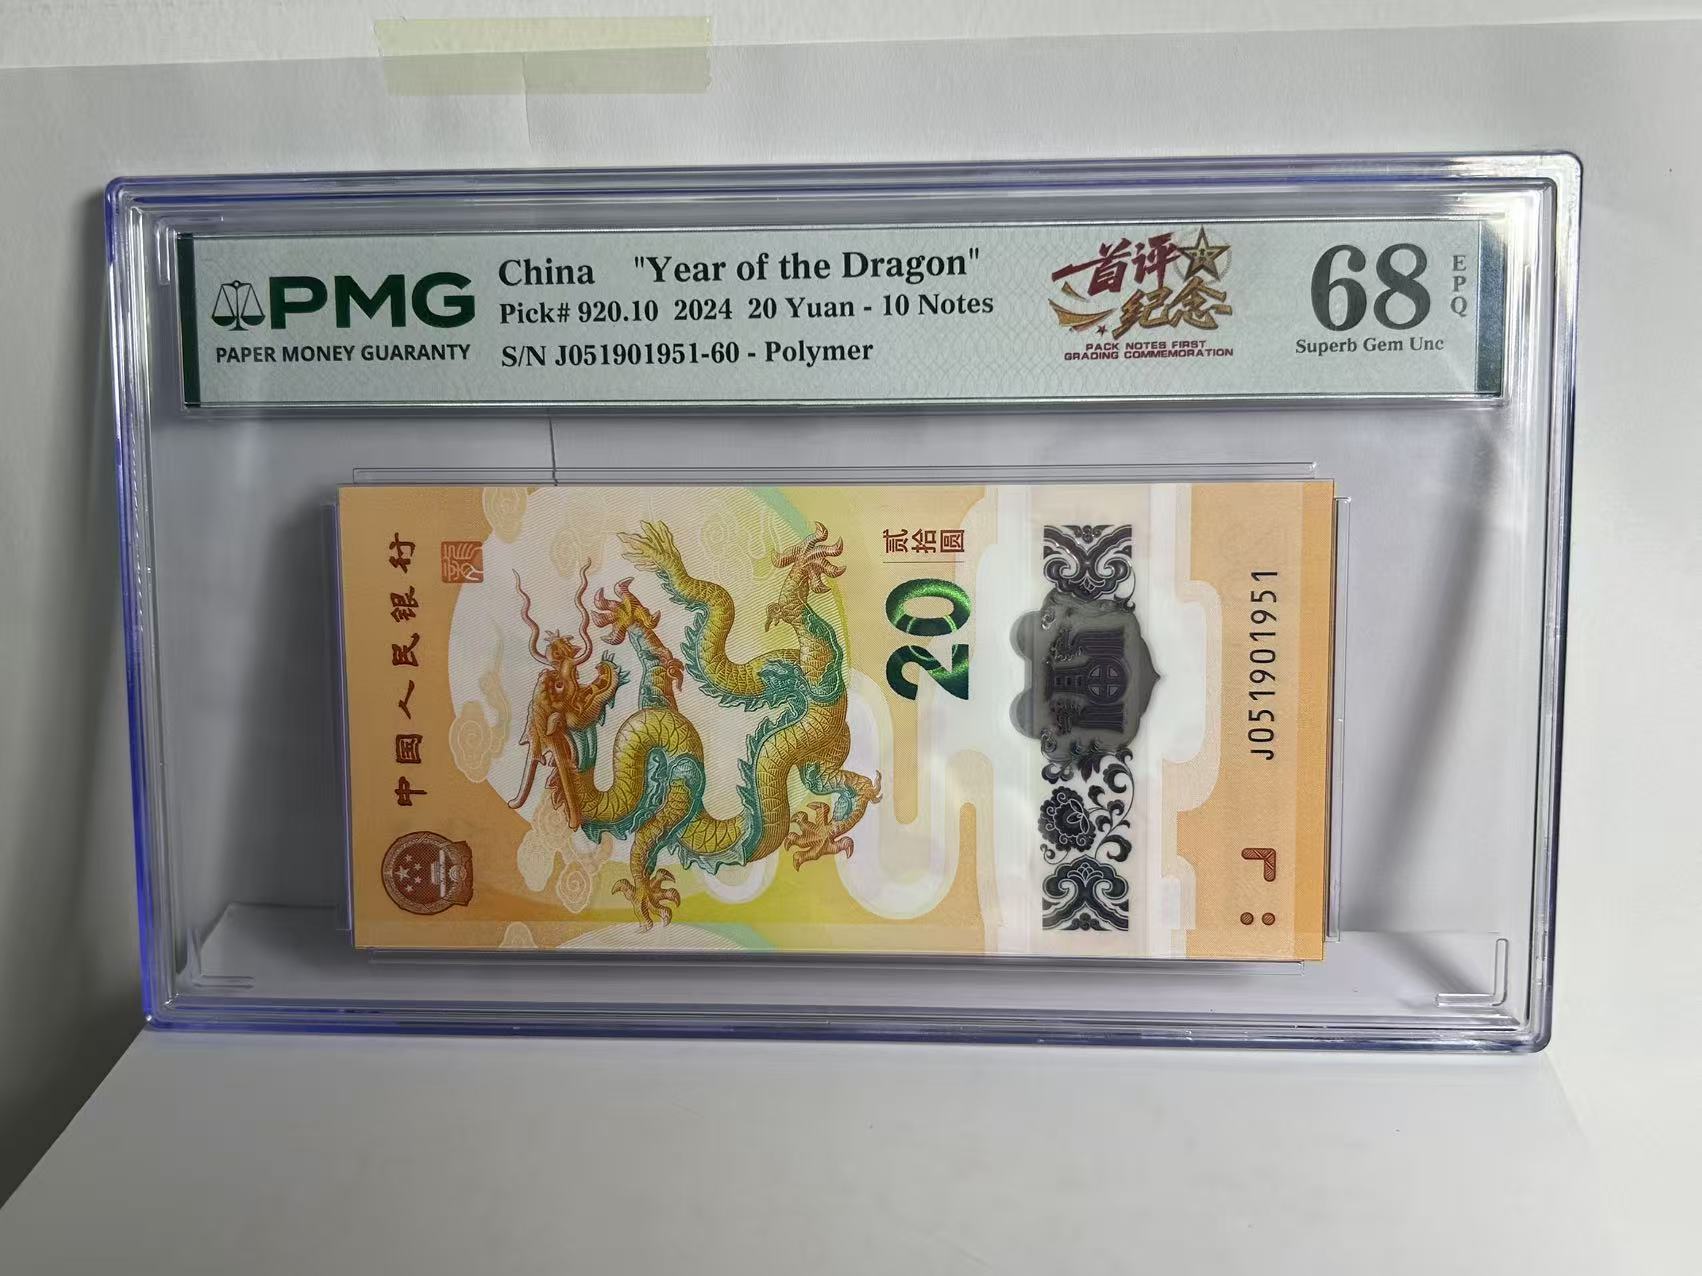 PMG
PAPER MONEY GUARANTY
China "Year of the Dragon"
Pick# 920.10 2024 20 Yuan - 10 Notes
S/N J051901951-60 - Polymer
首评
纪念
PACK NOTES FIRST
GRADING COMMEMORATION
68
EPQ
Superb Gem Unc
中国人民銀行
贰拾圆
20
J051901951